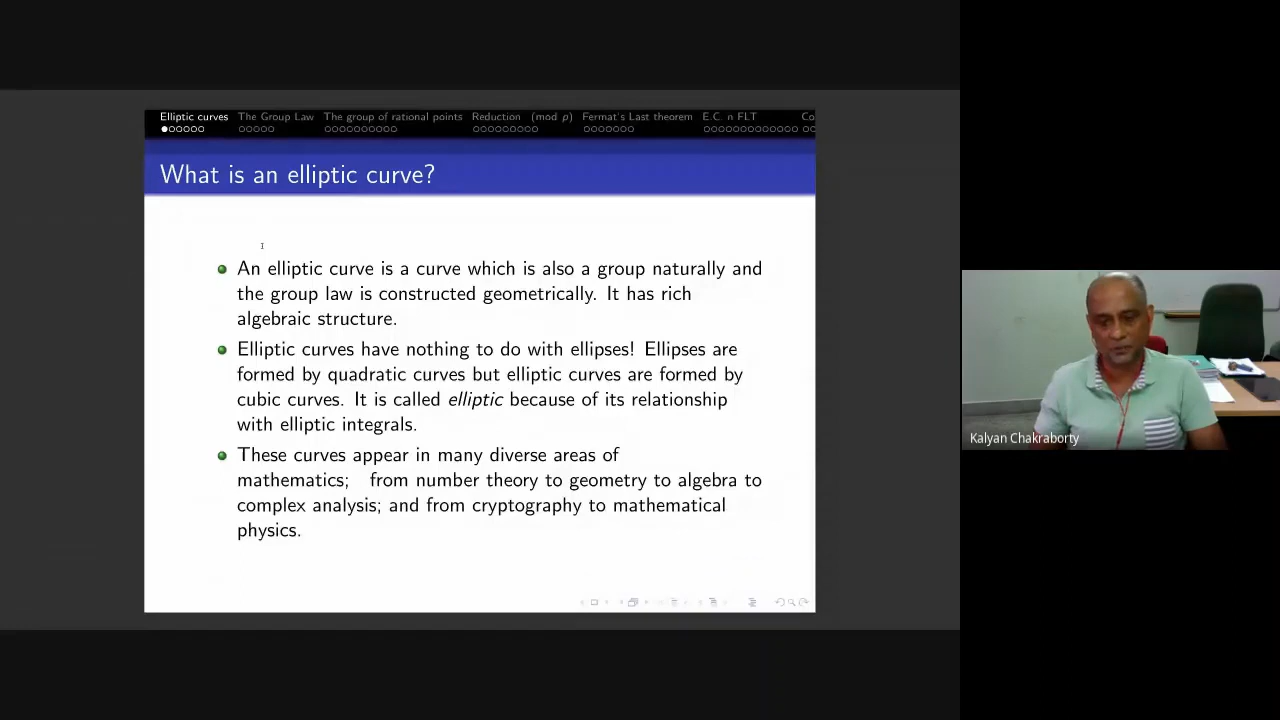 Elliptic curves The Group Law The group of rational points Reduction (mod p) Fermat's Last theorem E.C. n FLT Co
What is an elliptic curve?
An elliptic curve is a curve which is also a group naturally and
the group law is constructed geometrically. It has rich
algebraic structure.
Elliptic curves have nothing to do with ellipses! Ellipses are
formed by quadratic curves but elliptic curves are formed by
cubic curves. It is called elliptic because of its relationship
with elliptic integrals.
These curves appear in many diverse areas of
mathematics; from number theory to geometry to algebra to
complex analysis; and from cryptography to mathematical
physics.
Kalyan Chakraborty